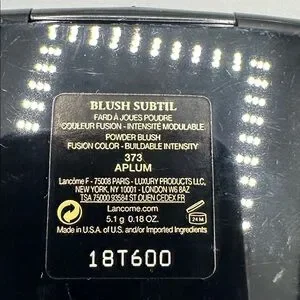 BLUSH SUBTIL
FARD À JOUES POUDRE
COULEUR FUSION - INTENSITÉ MODULABLE
POWDER BLUSH
FUSION COLOR - BUILDABLE INTENSITY
373
APLUM
Lancôme F - 75008 PARIS - LUXURY PRODUCTS LLC,
NEW YORK, NY 10001 - LONDON W6 8AZ
TSA 75000 93584 ST OUEN CEDEX FR
Lancome.com
5.1 g 0.18 OZ.
24 M
Made in U.S.A. of U.S. and/or Imported Ingredients
18T600